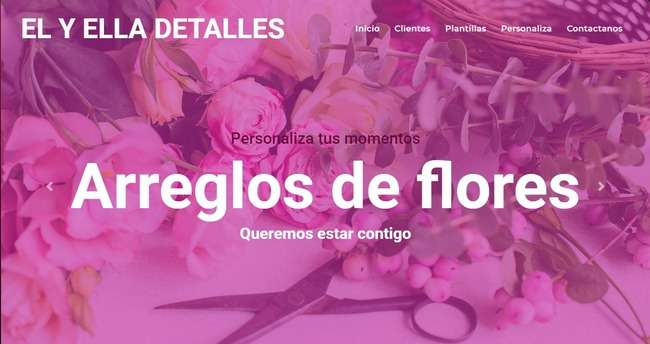 EL Y ELLA DETALLES
Inicio Clientes Plantillas Personaliza Contactanos
Personaliza tus momentos
Arreglos de flores
Queremos estar contigo